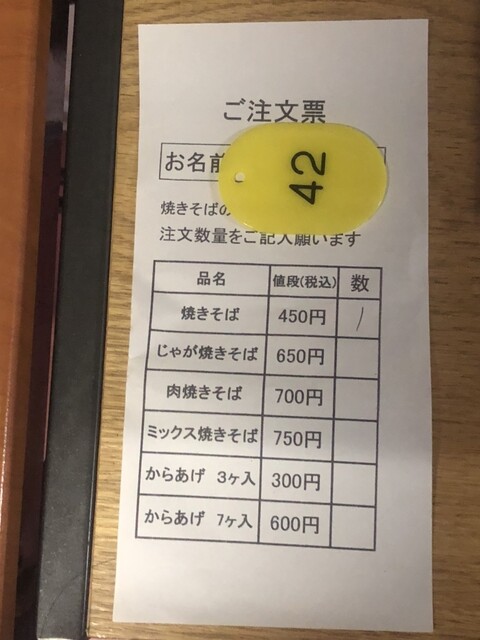 ご注文票
お名前
42
焼きそばの
注文数量をご記入願います
品名 値段(税込) 数
焼きそば 450円 /
じゃが焼きそば 650円
肉焼きそば 700円
ミックス焼きそば 750円
からあげ 3ヶ入 300円
からあげ 7ヶ入 600円